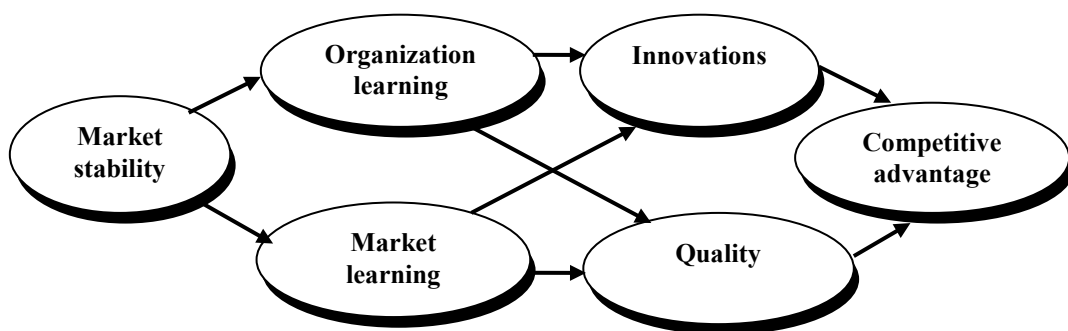 Organization
learning
Innovations
Market
stability
Competitive
advantage
Market
learning
Quality